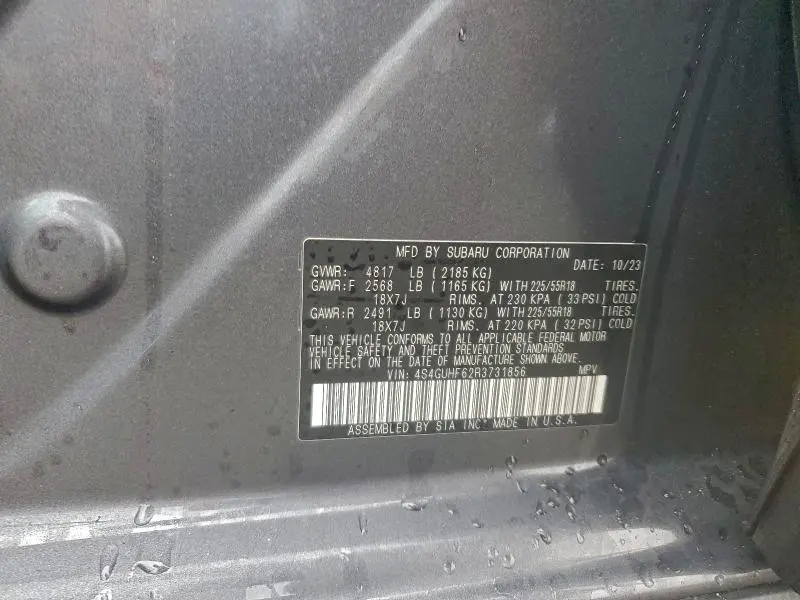 MFD BY SUBARU CORPORATION
DATE: 10/23
GVWR: 4817 LB (2185 KG)
GAWR:F 2568 LB (1165 KG) WITH 225/55R18 TIRES.
18X7J RIMS. AT 230 KPA (33 PSI) COLD
GAWR:R 2491 LB (1130 KG) WITH 225/55R18 TIRES.
18X7J RIMS. AT 220 KPA (32 PSI) COLD
THIS VEHICLE CONFORMS TO ALL APPLICABLE FEDERAL MOTOR
VEHICLE SAFETY AND THEFT PREVENTION STANDARDS
IN EFFECT ON THE DATE OF MANUFACTURE SHOWN ABOVE.
VIN: 4S4GUHF62R3731856 MPV
ASSEMBLED BY SIA INC. MADE IN U.S.A.